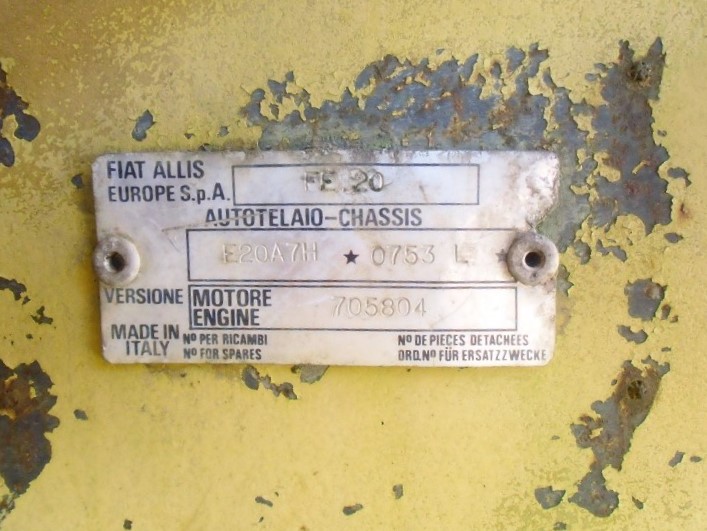 FIAT ALLIS
EUROPE S.p.A.
FE.20
AUTOTELAIO-CHASSIS
E20A7H ★ 0753 L ★
VERSIONE
MOTORE
ENGINE
705804
MADE IN
ITALY
Nº PER RICAMBI
Nº FOR SPARES
Nº DE PIECES DETACHEES
ORD.Nº FÜR ERSATZZWECKE